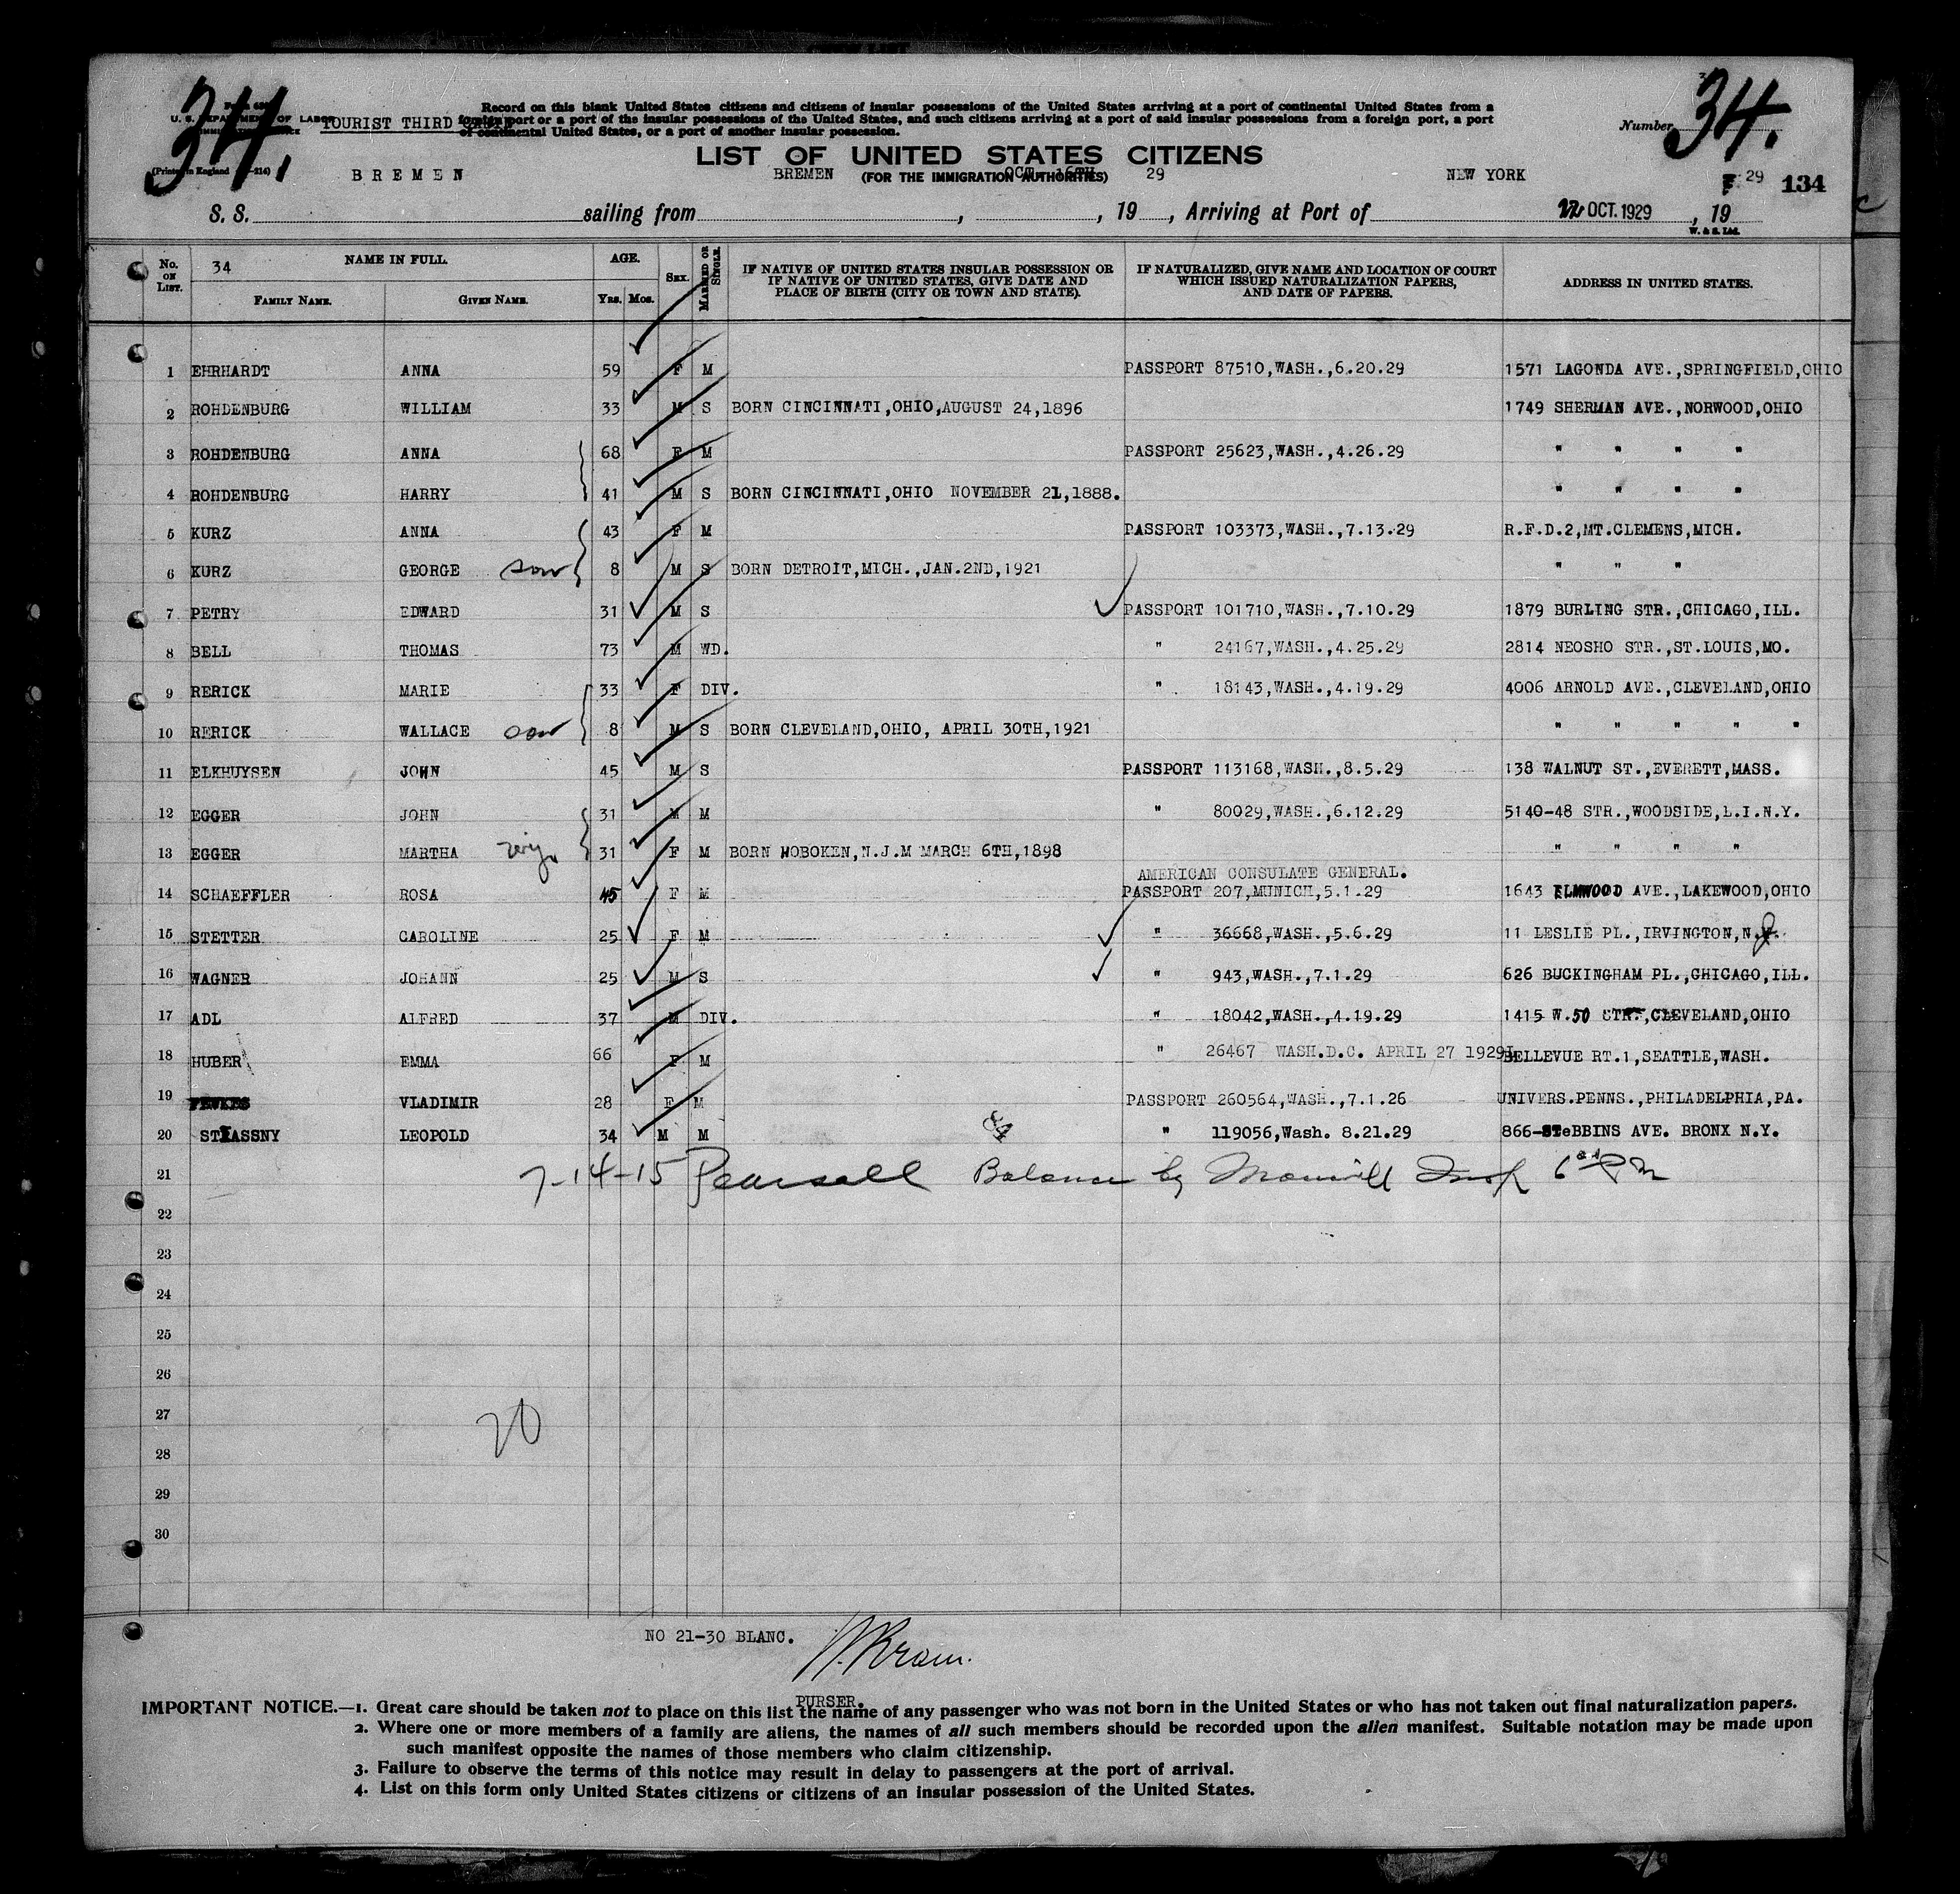 34. 34.
U. S. DEPARTMENT OF LABOR
TOURIST THIRD
Record on this blank United States citizens and citizens of insular possessions of the United States arriving at a port of continental United States from a
foreign port or a port of the insular possessions of the United States, and such citizens arriving at a port of said insular possessions from a foreign port, a port
of continental United States, or a port of another insular possession.
Number
LIST OF UNITED STATES CITIZENS
(FOR THE IMMIGRATION AUTHORITIES)
(Printed in England
BREMEN BREMEN OCT. 16TH 29 NEW YORK 29 134
S. S. sailing from , , 19 , Arriving at Port of 22 OCT. 1929 , 19
W. & S. Ltd.
No. ON LIST. 34 NAME IN FULL. AGE. SEX. MARRIED OR SINGLE. IF NATIVE OF UNITED STATES INSULAR POSSESSION OR IF NATIVE OF UNITED STATES, GIVE DATE AND PLACE OF BIRTH (CITY OR TOWN AND STATE). IF NATURALIZED, GIVE NAME AND LOCATION OF COURT WHICH ISSUED NATURALIZATION PAPERS, AND DATE OF PAPERS. ADDRESS IN UNITED STATES.
FAMILY NAME. GIVEN NAME. Yrs. Mos.
1 EHRHARDT ANNA 59 F M PASSPORT 87510,WASH.,6.20.29 1571 LAGONDA AVE.,SPRINGFIELD,OHIO
2 ROHDENBURG WILLIAM 33 M S BORN CINCINNATI,OHIO,AUGUST 24,1896 1749 SHERMAN AVE.,NORWOOD,OHIO
3 ROHDENBURG ANNA 68 F M PASSPORT 25623,WASH.,4.26.29 " " " "
4 ROHDENBURG HARRY 41 M S BORN CINCINNATI,OHIO NOVEMBER 21,1888. " " " "
5 KURZ ANNA 43 F M PASSPORT 103373,WASH.,7.13.29 R.F.D.2,MT.CLEMENS,MICH.
6 KURZ GEORGE son 8 M S BORN DETROIT,MICH.,JAN.2ND,1921 " " "
7 PETRY EDWARD 31 M S PASSPORT 101710,WASH.,7.10.29 1879 BURLING STR.,CHICAGO,ILL.
8 BELL THOMAS 73 M WD. " 24167,WASH.,4.25.29 2814 NEOSHO STR.,ST.LOUIS,MO.
9 RERICK MARIE 33 F DIV. " 18143,WASH.,4.19.29 4006 ARNOLD AVE.,CLEVELAND,OHIO
10 RERICK WALLACE son 8 M S BORN CLEVELAND,OHIO, APRIL 30TH,1921 " " " " "
11 ELKHUYSEN JOHN 45 M S PASSPORT 113168,WASH.,8.5.29 138 WALNUT ST.,EVERETT,MASS.
12 EGGER JOHN 31 M M " 80029,WASH.,6.12.29 5140-48 STR.,WOODSIDE,L.I.N.Y.
13 EGGER MARTHA 31 F M BORN HOBOKEN,N.J.M MARCH 6TH,1898 " " " "
AMERICAN CONSULATE GENERAL.
14 SCHAEFFLER ROSA 45 F M PASSPORT 207,MUNICH,5.1.29 1643 ELMWOOD AVE.,LAKEWOOD,OHIO
15 STETTER CAROLINE 25 F M " 36668,WASH.,5.6.29 11 LESLIE PL.,IRVINGTON,N.J.
16 WAGNER JOHANN 25 M S " 943,WASH.,7.1.29 626 BUCKINGHAM PL.,CHICAGO,ILL.
17 ADL ALFRED 37 M DIV. " 18042,WASH.,4.19.29 1415 W.50 STR.,CLEVELAND,OHIO
18 HUBER EMMA 66 F M " 26467 WASH.D.C. APRIL 27 1929 BELLEVUE RT.1,SEATTLE,WASH.
19 VLADIMIR 28 F M PASSPORT 260564,WASH.,7.1.26 UNIVERS.PENNS.,PHILADELPHIA,PA.
20 STRASSNY LEOPOLD 34 M M " 119056,Wash. 8.21.29 866-STeBBINS AVE. BRONX N.Y.
21 7-14-15 Pearsall Balance by Insp
22
23
24
25
26
27
20
28
29
30
NO 21-30 BLANC.
PURSER.
IMPORTANT NOTICE.—1. Great care should be taken not to place on this list the name of any passenger who was not born in the United States or who has not taken out final naturalization papers.
2. Where one or more members of a family are aliens, the names of all such members should be recorded upon the alien manifest. Suitable notation may be made upon
such manifest opposite the names of those members who claim citizenship.
3. Failure to observe the terms of this notice may result in delay to passengers at the port of arrival.
4. List on this form only United States citizens or citizens of an insular possession of the United States.